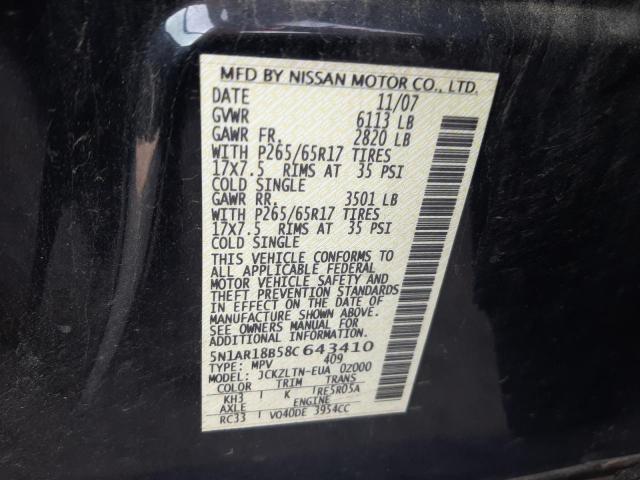 MFD BY NISSAN MOTOR CO., LTD.
DATE 11/07
GVWR 6113 LB
GAWR FR. 2820 LB
WITH P265/65R17 TIRES
17X7.5 RIMS AT 35 PSI
COLD SINGLE
GAWR RR. 3501 LB
WITH P265/65R17 TIRES
17X7.5 RIMS AT 35 PSI
COLD SINGLE
THIS VEHICLE CONFORMS TO
ALL APPLICABLE FEDERAL
MOTOR VEHICLE SAFETY AND
THEFT PREVENTION STANDARDS
IN EFFECT ON THE DATE OF
MANUFACTURE SHOWN ABOVE.
SEE OWNERS MANUAL FOR
ADDITIONAL INFORMATION.
5N1AR18B58C643410
TYPE: MPV 409
MODEL: JCKZLTN-EUA 02000
COLOR TRIM TRANS
KH3 K RE5R05A
AXLE ENGINE
RC33 VQ40DE 3954CC